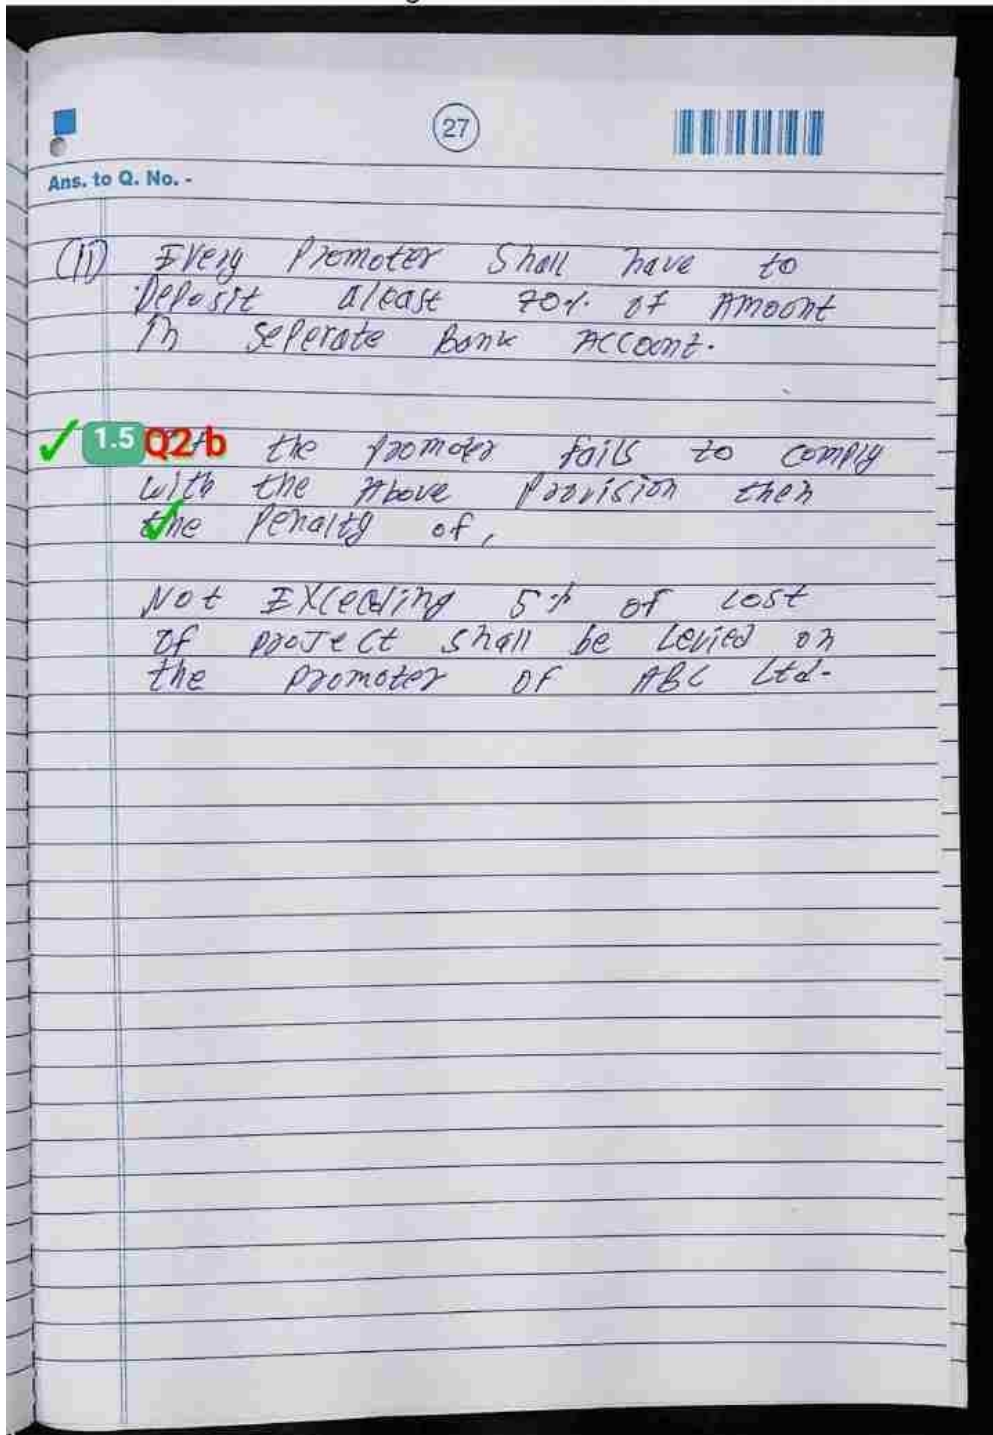 27
Ans. to Q. No. -
(ii) Every Promoter Shall have to
Deposit atleast 70% of Amount
In seperate Bank Account.
1.5 Q2-b the promoter fails to comply
with the Above Provision then
the Penalty of,
Not Exceeding 5% of cost
of project shall be Levied on
the promoter of ABC Ltd.